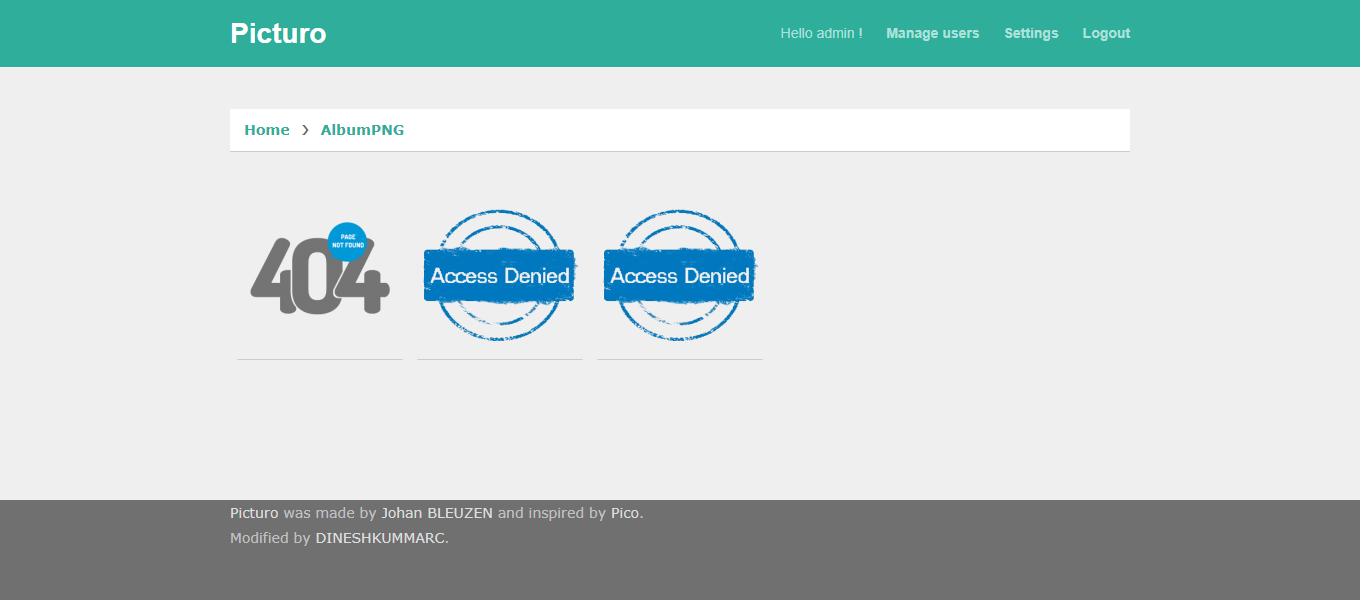 Picturo
Hello admin ! Manage users Settings Logout
Home › AlbumPNG
404
PAGE
NOT FOUND
Access Denied
Access Denied
Picturo was made by Johan BLEUZEN and inspired by Pico.
Modified by DINESHKUMMARC.